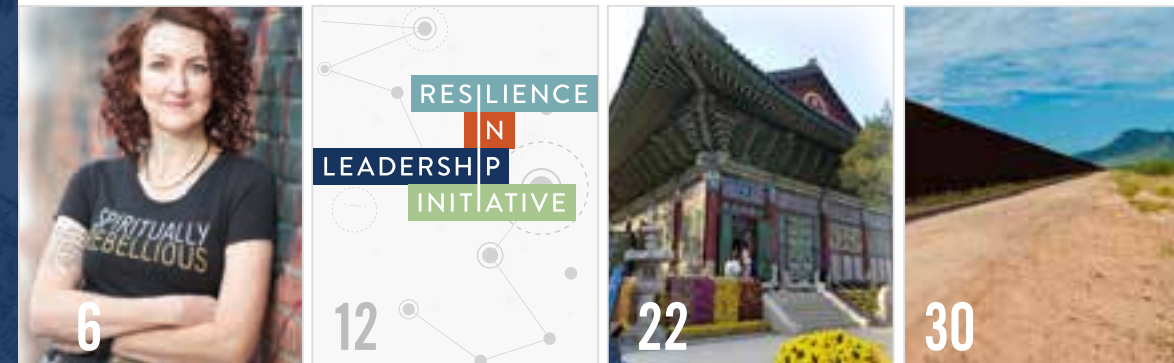 SPIRITUALLY
REBELLIOUS
6
RESILIENCE
IN
LEADERSHIP
INITIATIVE
12
22
30